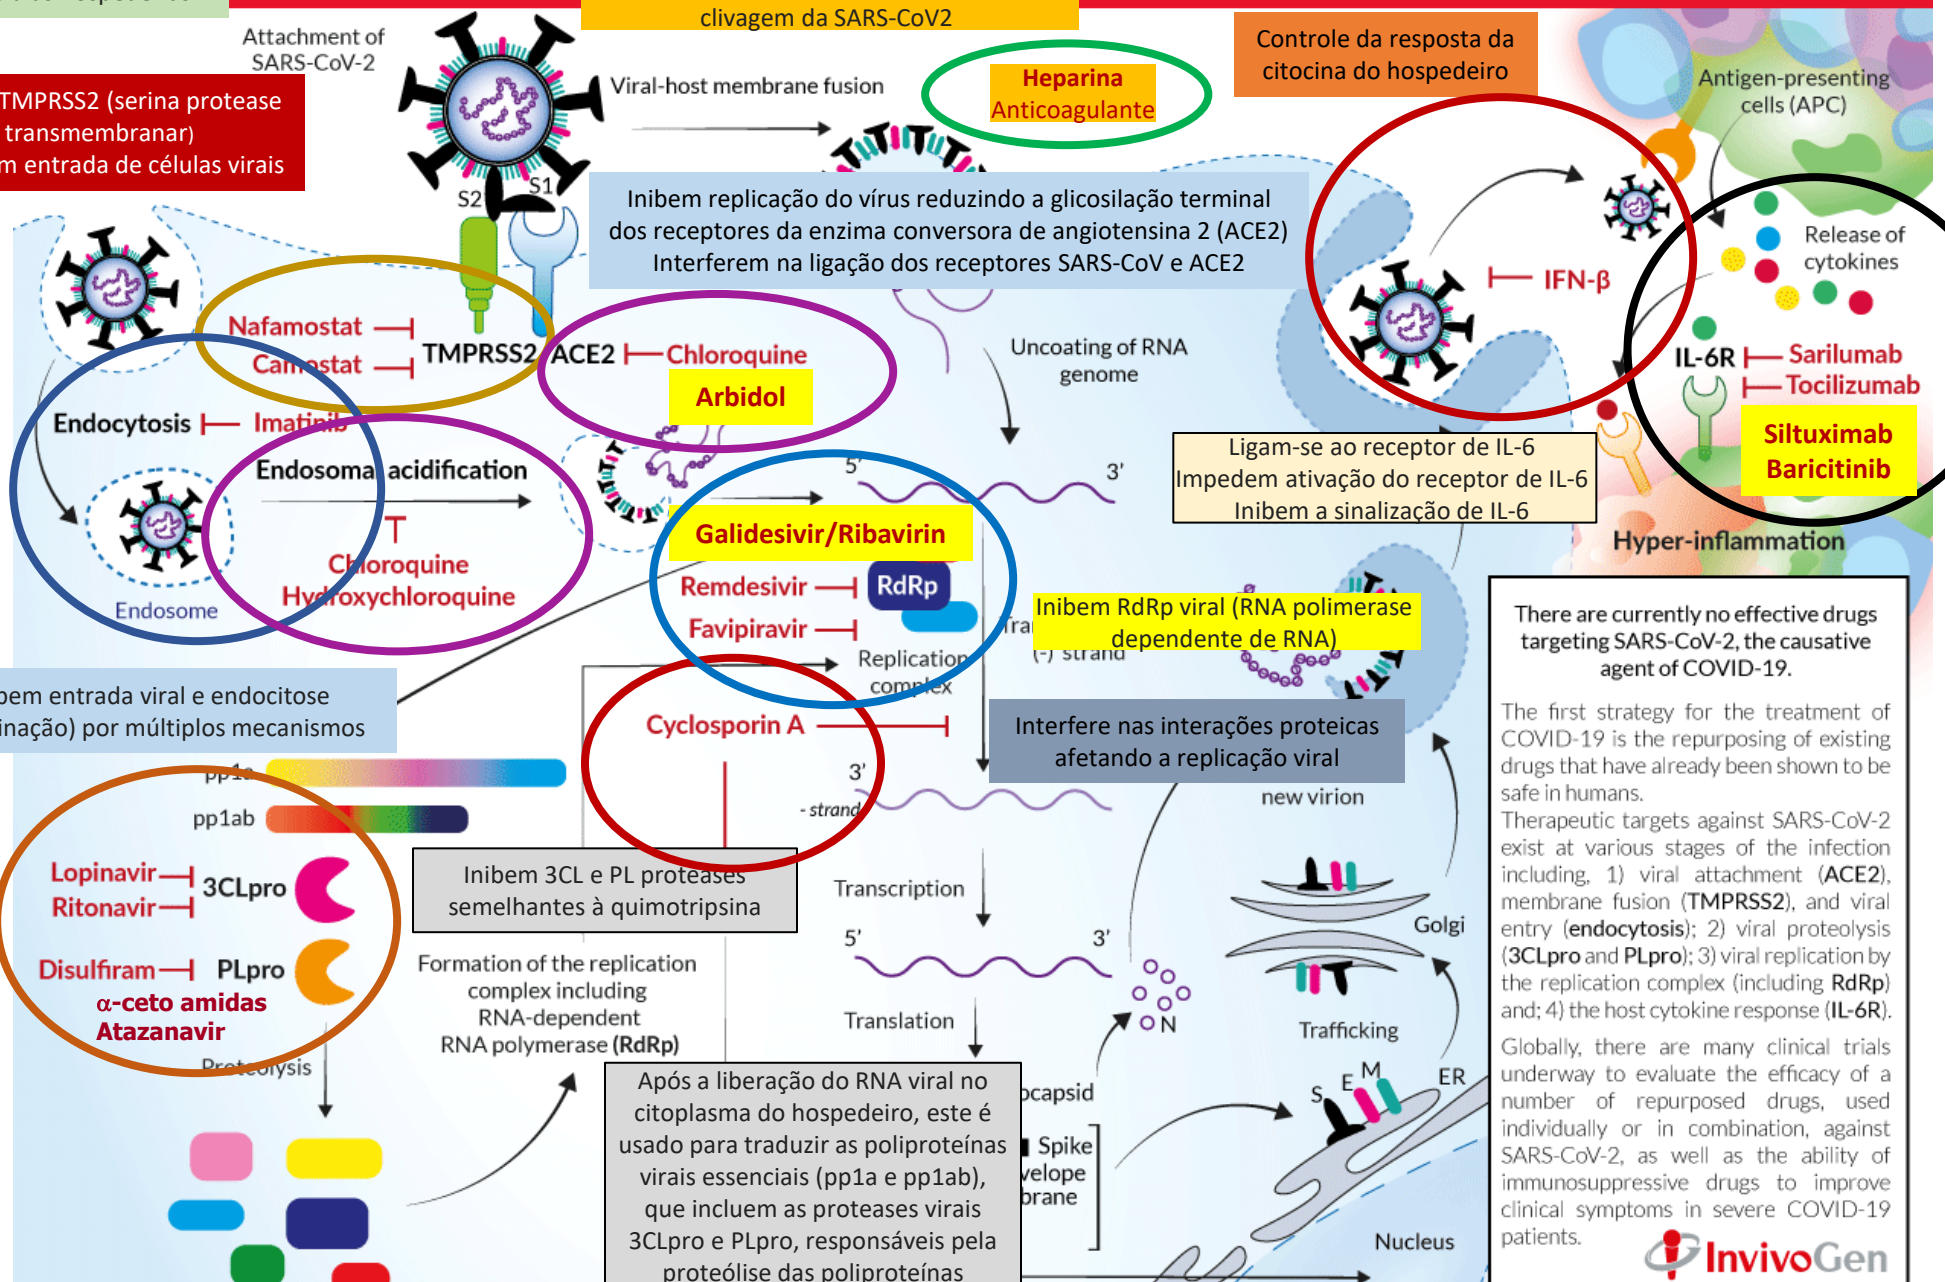 clivagem da SARS-CoV2
Attachment of
SARS-CoV-2
Viral-host membrane fusion
Heparina
Anticoagulante
Controle da resposta da
citocina do hospedeiro
Antigen-presenting
cells (APC)
TMPRSS2 (serina protease
transmembranar)
entrada de células virais
S2
S1
Inibem replicação do vírus reduzindo a glicosilação terminal
dos receptores da enzima conversora de angiotensina 2 (ACE2)
Interferem na ligação dos receptores SARS-CoV e ACE2
Release of
cytokines
IFN-β
Nafamostat
Camostat
TMPRSS2
ACE2
Chloroquine
Arbidol
Uncoating of RNA
genome
IL-6R
Sarilumab
Tocilizumab
Siltuximab
Baricitinib
Endocytosis
Imatinib
Endosomal acidification
Chloroquine
Hydroxychloroquine
Endosome
5'
3'
Ligam-se ao receptor de IL-6
Impedem ativação do receptor de IL-6
Inibem a sinalização de IL-6
Hyper-inflammation
Galidesivir/Ribavirin
Remdesivir
RdRp
Favipiravir
Replication
complex
Inibem RdRp viral (RNA polimerase
dependente de RNA)
(-) strand
entrada viral e endocitose
por múltiplos mecanismos
Cyclosporin A
Interfere nas interações proteicas
afetando a replicação viral
new virion
pp1a
pp1ab
3'
- strand
Lopinavir
Ritonavir
3CLpro
Disulfiram
PLpro
α-ceto amidas
Atazanavir
Proteolysis
Inibem 3CL e PL proteases
semelhantes à quimotripsina
Formation of the replication
complex including
RNA-dependent
RNA polymerase (RdRp)
Transcription
5'
3'
Translation
N
Golgi
Trafficking
S
E
M
ER
Spike
Nucleus
Após a liberação do RNA viral no
citoplasma do hospedeiro, este é
usado para traduzir as poliproteínas
virais essenciais (pp1a e pp1ab),
que incluem as proteases virais
3CLpro e PLpro, responsáveis pela
proteólise das poliproteínas
There are currently no effective drugs
targeting SARS-CoV-2, the causative
agent of COVID-19.
The first strategy for the treatment of
COVID-19 is the repurposing of existing
drugs that have already been shown to be
safe in humans.
Therapeutic targets against SARS-CoV-2
exist at various stages of the infection
including, 1) viral attachment (ACE2),
membrane fusion (TMPRSS2), and viral
entry (endocytosis); 2) viral proteolysis
(3CLpro and PLpro); 3) viral replication by
the replication complex (including RdRp)
and; 4) the host cytokine response (IL-6R).
Globally, there are many clinical trials
underway to evaluate the efficacy of a
number of repurposed drugs, used
individually or in combination, against
SARS-CoV-2, as well as the ability of
immunosuppressive drugs to improve
clinical symptoms in severe COVID-19
patients.
InvivoGen